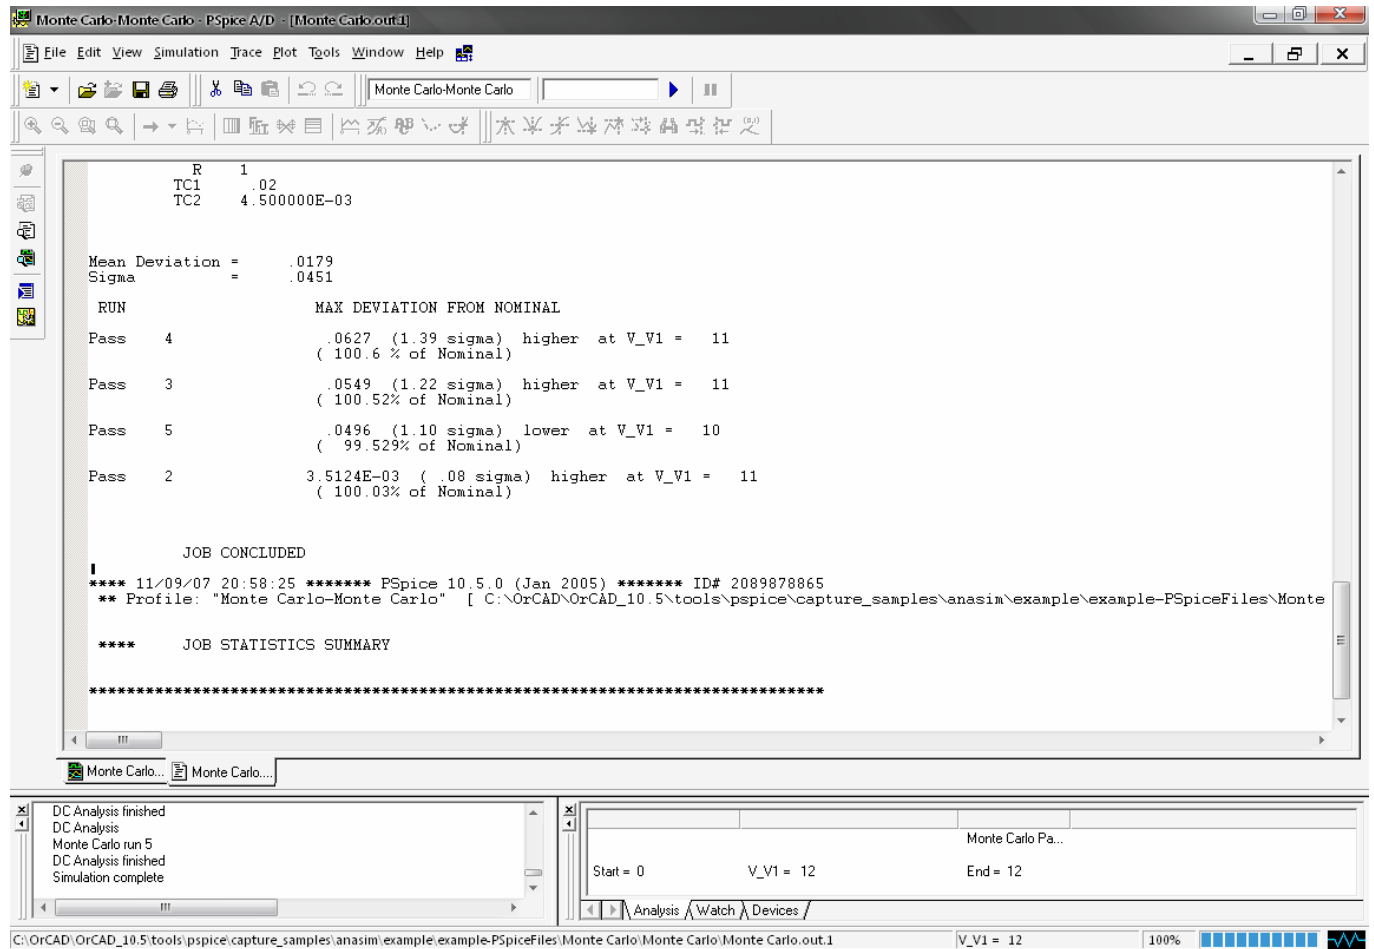 Monte Carlo-Monte Carlo - PSpice A/D - [Monte Carlo.out.1]
File Edit View Simulation Trace Plot Tools Window Help
Monte Carlo-Monte Carlo
R 1
TC1 .02
TC2 4.500000E-03
Mean Deviation = .0179
Sigma = .0451
RUN MAX DEVIATION FROM NOMINAL
Pass 4 .0627 (1.39 sigma) higher at V_V1 = 11
( 100.6 % of Nominal)
Pass 3 .0549 (1.22 sigma) higher at V_V1 = 11
( 100.52% of Nominal)
Pass 5 .0496 (1.10 sigma) lower at V_V1 = 10
( 99.529% of Nominal)
Pass 2 3.5124E-03 ( .08 sigma) higher at V_V1 = 11
( 100.03% of Nominal)
JOB CONCLUDED
**** 11/09/07 20:58:25 ******* PSpice 10.5.0 (Jan 2005) ******* ID# 2089878865
** Profile: "Monte Carlo-Monte Carlo" [ C:\OrCAD\OrCAD_10.5\tools\pspice\capture_samples\anasim\example\example-PSpiceFiles\Monte
**** JOB STATISTICS SUMMARY
******************************************************************************
Monte Carlo... Monte Carlo....
DC Analysis finished
DC Analysis
Monte Carlo run 5
DC Analysis finished
Simulation complete
Monte Carlo Pa...
Start = 0 V_V1 = 12 End = 12
Analysis Watch Devices
C:\OrCAD\OrCAD_10.5\tools\pspice\capture_samples\anasim\example\example-PSpiceFiles\Monte Carlo\Monte Carlo\Monte Carlo.out.1 V_V1 = 12 100%